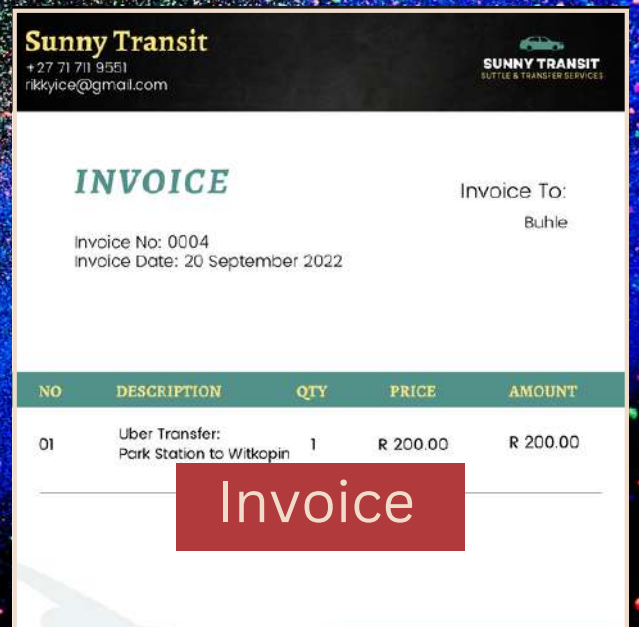 Sunny Transit
+27 71 711 9551
rikkyice@gmail.com
SUNNY TRANSIT
SUTTLE & TRANSFER SERVICES
INVOICE
Invoice To:
Buhle
Invoice No: 0004
Invoice Date: 20 September 2022
NO DESCRIPTION QTY PRICE AMOUNT
01 Uber Transfer: 1 R 200.00 R 200.00
Park Station to Witkopin
Invoice